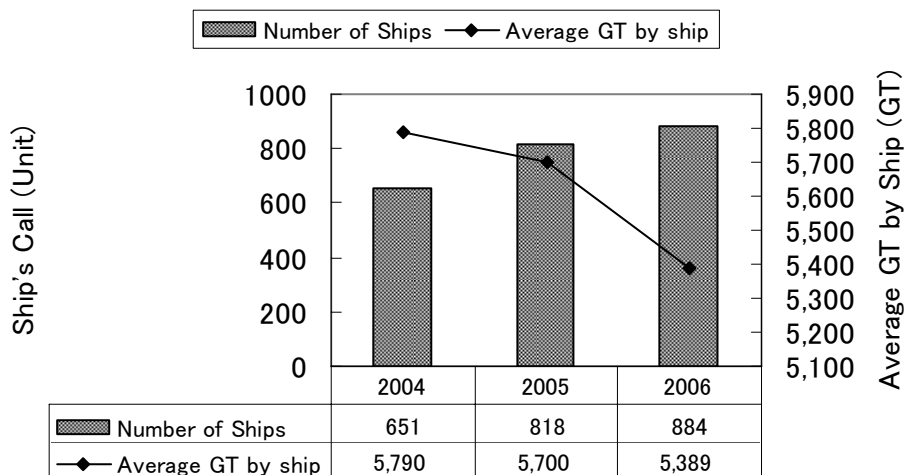 Number of Ships Average GT by ship
Ship's Call (Unit)
1000
800
600
400
200
0
5,900
5,800
5,700
5,600
5,500
5,400
5,300
5,200
5,100
Average GT by Ship (GT)
2004 2005 2006
Number of Ships 651 818 884
Average GT by ship 5,790 5,700 5,389